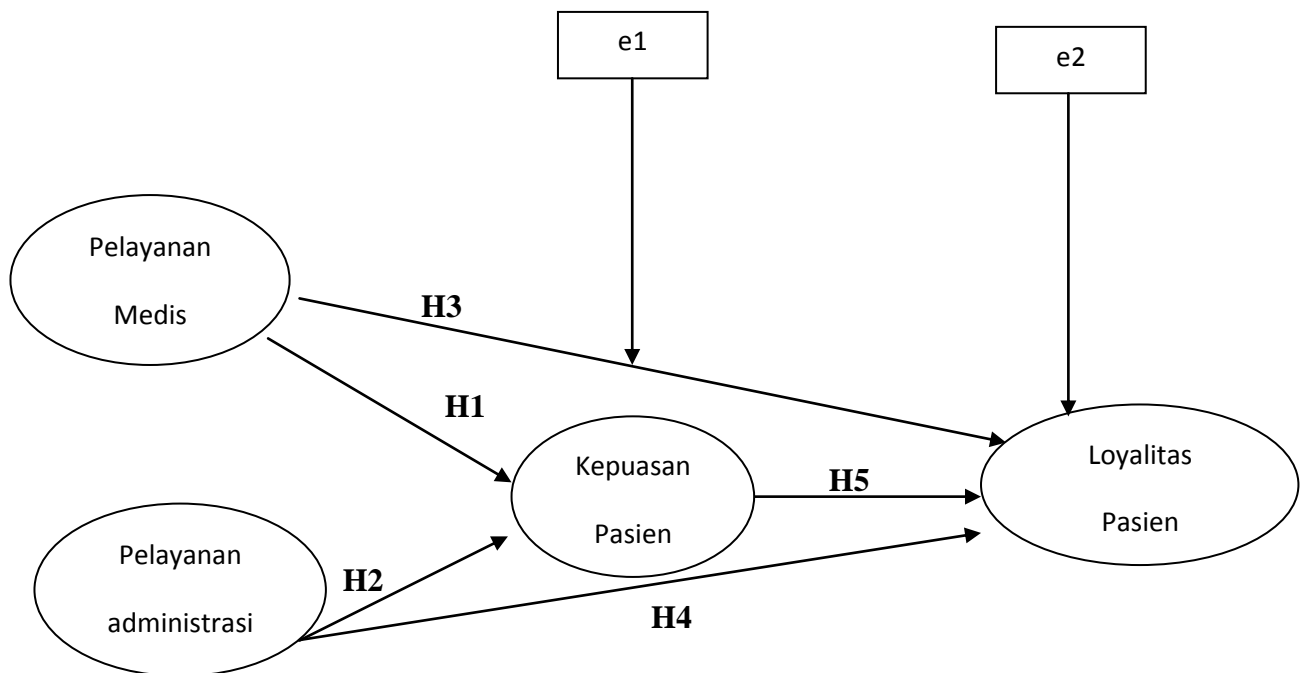 e1
e2
Pelayanan
Medis
H3
H1
Kepuasan
Pasien
H5
Loyalitas
Pasien
Pelayanan
administrasi
H2
H4